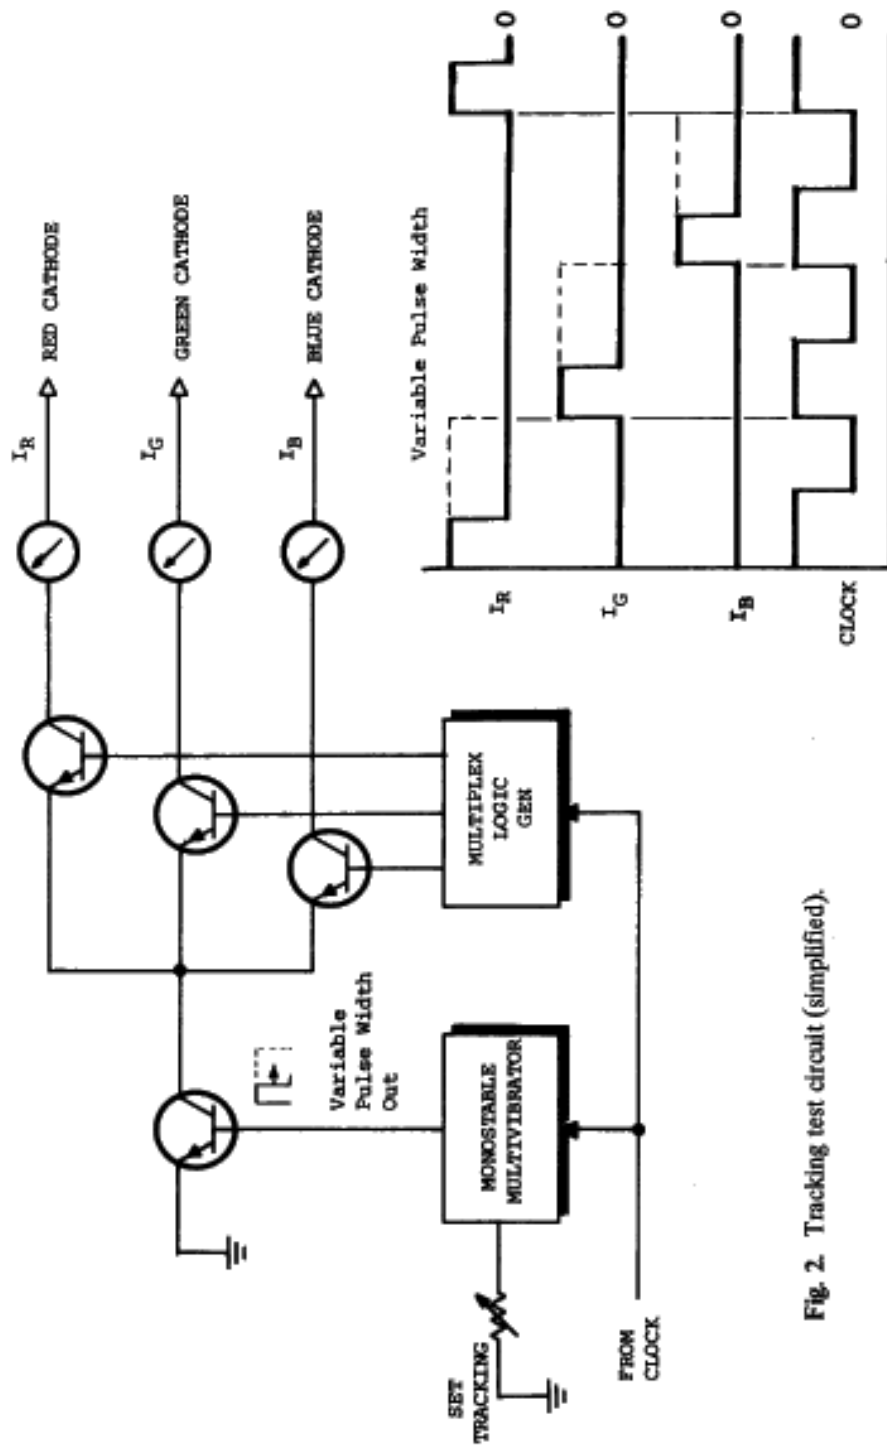 I_R
RED CATHODE
I_G
GREEN CATHODE
I_B
BLUE CATHODE
Variable
Pulse Width
Out
MONOSTABLE
MULTIVIBRATOR
MULTIPLEX
LOGIC
GEN
SET
TRACKING
FROM
CLOCK
Variable Pulse Width
I_R
0
I_G
0
I_B
0
CLOCK
0
Fig. 2. Tracking test circuit (simplified).